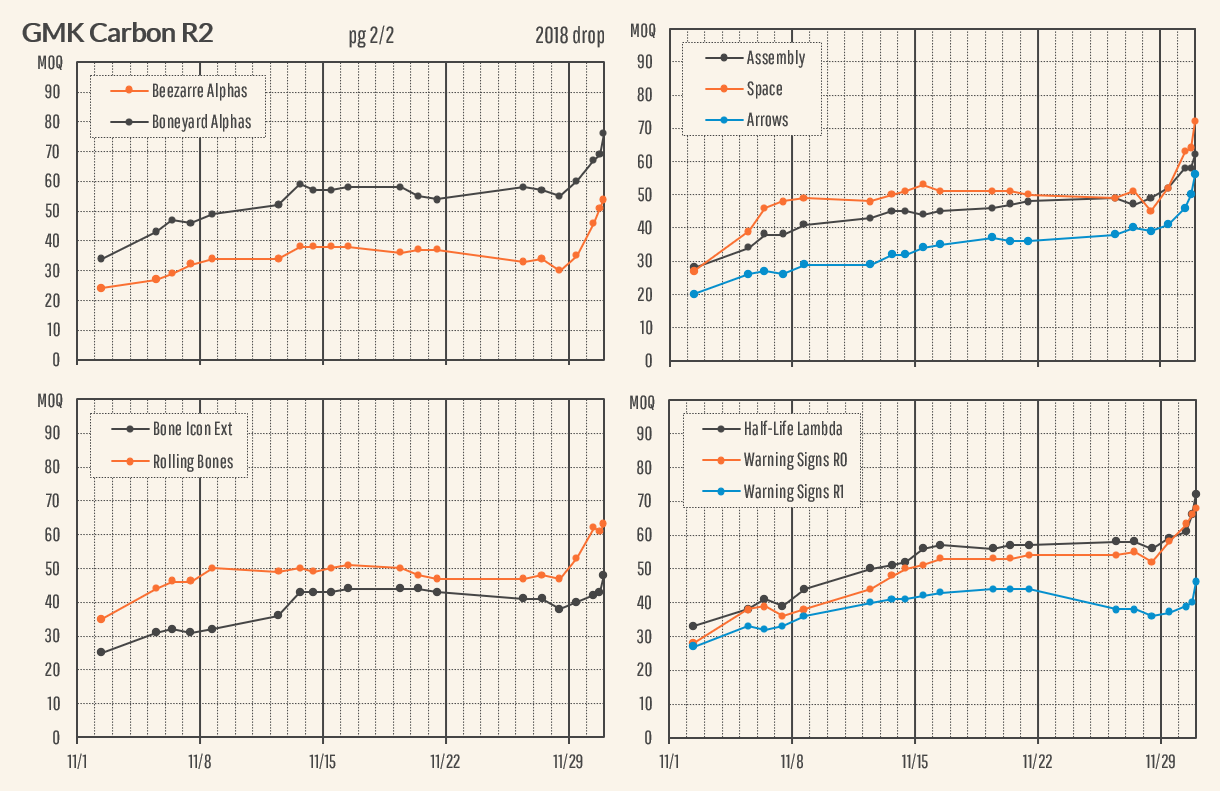 GMK Carbon R2 pg 2/2 2018 drop
MOQ
90
80
70
60
50
40
30
20
10
0
Beezarre Alphas
Boneyard Alphas
MOQ
90
80
70
60
50
40
30
20
10
0
Assembly
Space
Arrows
MOQ
90
80
70
60
50
40
30
20
10
0
Bone Icon Ext
Rolling Bones
11/1 11/8 11/15 11/22 11/29
MOQ
90
80
70
60
50
40
30
20
10
0
Half-Life Lambda
Warning Signs R0
Warning Signs R1
11/1 11/8 11/15 11/22 11/29